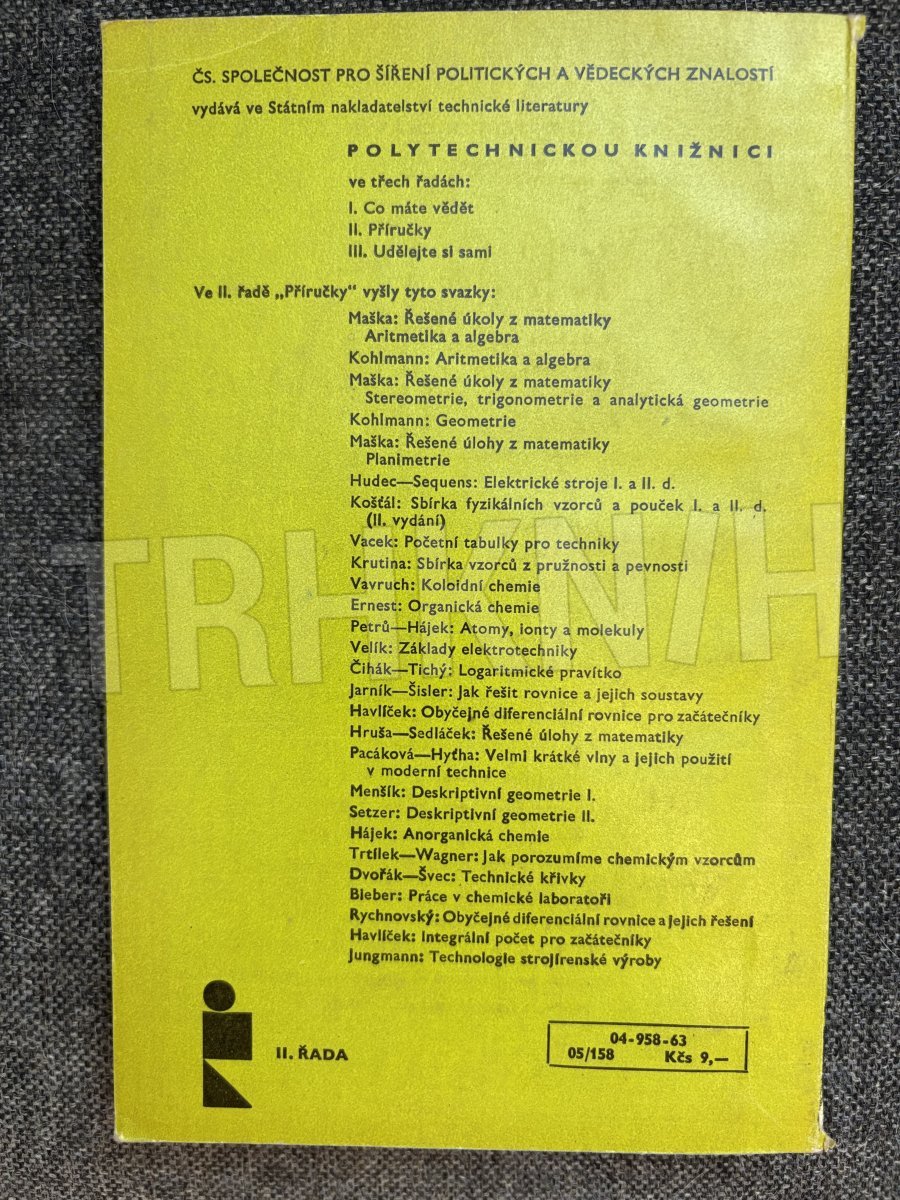 ČS. SPOLEČNOST PRO ŠÍŘENÍ POLITICKÝCH A VĚDECKÝCH ZNALOSTÍ
vydává ve Státním nakladatelství technické literatury
POLYTECHNICKOU KNIŽNICI
ve třech řadách:
I. Co máte vědět
II. Příručky
III. Udělejte si sami
Ve II. řadě „Příručky" vyšly tyto svazky:
Maška: Řešené úkoly z matematiky
Aritmetika a algebra
Kohlmann: Aritmetika a algebra
Maška: Řešené úkoly z matematiky
Stereometrie, trigonometrie a analytická geometrie
Kohlmann: Geometrie
Maška: Řešené úlohy z matematiky
Planimetrie
Hudec—Sequens: Elektrické stroje I. a II. d.
Košťál: Sbírka fyzikálních vzorců a pouček I. a II. d.
(II. vydání)
Vacek: Početní tabulky pro techniky
Krutina: Sbírka vzorců z pružnosti a pevnosti
Vavruch: Koloidní chemie
Ernest: Organická chemie
Petrů—Hájek: Atomy, ionty a molekuly
Velík: Základy elektrotechniky
Čihák—Tichý: Logaritmické pravítko
Jarník—Šisler: Jak řešit rovnice a jejich soustavy
Havlíček: Obyčejné diferenciální rovnice pro začátečníky
Hruša—Sedláček: Řešené úlohy z matematiky
Pacáková—Hyťha: Velmi krátké vlny a jejich použití
v moderní technice
Menšík: Deskriptivní geometrie I.
Setzer: Deskriptivní geometrie II.
Hájek: Anorganická chemie
Trtílek—Wagner: Jak porozumíme chemickým vzorcům
Dvořák—Švec: Technické křivky
Bieber: Práce v chemické laboratoři
Rychnovský: Obyčejné diferenciální rovnice a jejich řešení
Havlíček: Integrální počet pro začátečníky
Jungmann: Technologie strojírenské výroby
II. ŘADA
04-958-63
05/158 Kčs 9,—
TRH KNIH